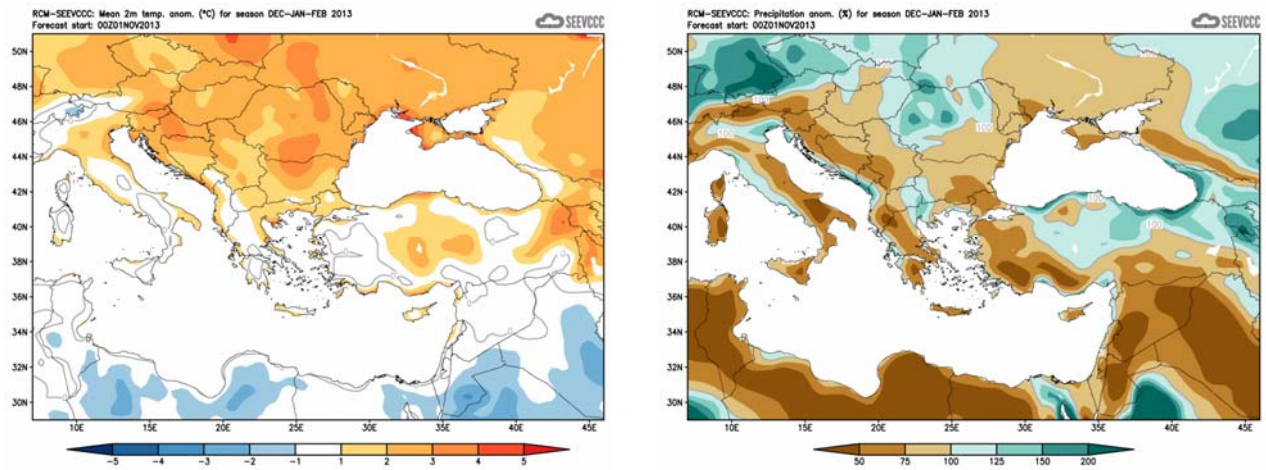 RCM-SEEVCCC: Mean 2m temp. anom. (°C) for season DEC-JAN-FEB 2013
Forecast start: 00Z01NOV2013
SEEVCCC
50N
48N
46N
44N
42N
40N
38N
36N
34N
32N
30N
10E 15E 20E 25E 30E 35E 40E 45E
-5 -4 -3 -2 -1 1 2 3 4 5
RCM-SEEVCCC: Precipitation anom. (%) for season DEC-JAN-FEB 2013
Forecast start: 00Z01NOV2013
SEEVCCC
50N
48N
46N
44N
42N
40N
38N
36N
34N
32N
30N
100
100
100
100
10E 15E 20E 25E 30E 35E 40E 45E
50 75 100 125 150 200